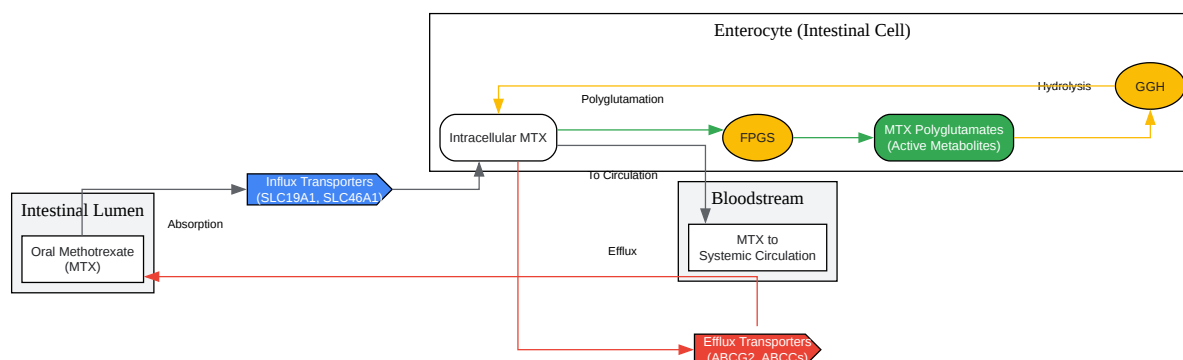 Enterocyte (Intestinal Cell)
Hydrolysis
GGH
Polyglutamation
Intracellular MTX
FPGS
MTX Polyglutamates
(Active Metabolites)
To Circulation
Influx Transporters
(SLC19A1, SLC46A1)
Intestinal Lumen
Absorption
Oral Methotrexate
(MTX)
Bloodstream
MTX to
Systemic Circulation
Efflux
Efflux Transporters
(ABCG2, ABCCs)